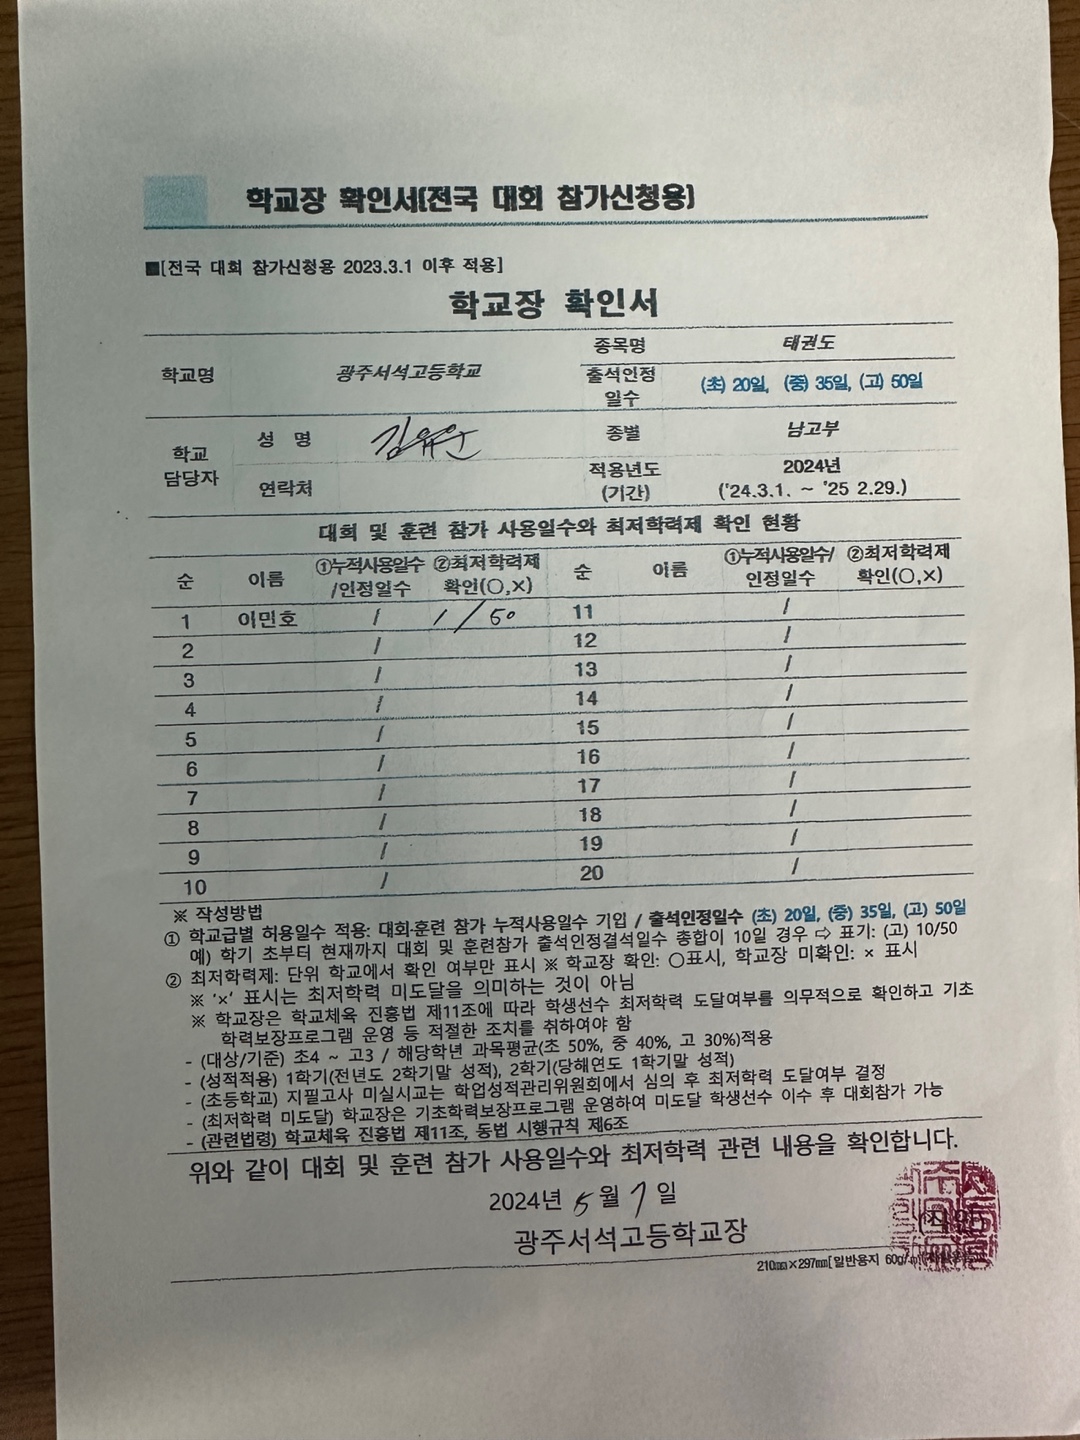 학교장 확인서(전국 대회 참가신청용)
■[전국 대회 참가신청용 2023.3.1 이후 적용]
학교장 확인서
학교명 광주서석고등학교 종목명 태권도
출석인정 일수 (초) 20일, (중) 35일, (고) 50일
학교 담당자 성 명 종별 남고부
연락처 적용년도 (기간) 2024년 ('24.3.1. ~ '25 2.29.)
대회 및 훈련 참가 사용일수와 최저학력제 확인 현황
순 이름 ①누적사용일수 /인정일수 ②최저학력제 확인(○,×) 순 이름 ①누적사용일수/ 인정일수 ②최저학력제 확인(○,×)
1 이민호 / 1/50 11 /
2 / 12 /
3 / 13 /
4 / 14 /
5 / 15 /
6 / 16 /
7 / 17 /
8 / 18 /
9 / 19 /
10 / 20 /
※ 작성방법
① 학교급별 허용일수 적용: 대회·훈련 참가 누적사용일수 기입 / 출석인정일수 (초) 20일, (중) 35일, (고) 50일
예) 학기 초부터 현재까지 대회 및 훈련참가 출석인정결석일수 총합이 10일 경우 ⇨ 표기: (고) 10/50
② 최저학력제: 단위 학교에서 확인 여부만 표시 ※ 학교장 확인: ○표시, 학교장 미확인: × 표시
※ '×' 표시는 최저학력 미도달을 의미하는 것이 아님
※ 학교장은 학교체육 진흥법 제11조에 따라 학생선수 최저학력 도달여부를 의무적으로 확인하고 기초
학력보장프로그램 운영 등 적절한 조치를 취하여야 함
- (대상/기준) 초4 ~ 고3 / 해당학년 과목평균(초 50%, 중 40%, 고 30%)적용
- (성적적용) 1학기(전년도 2학기말 성적), 2학기(당해연도 1학기말 성적)
- (초등학교) 지필고사 미실시교는 학업성적관리위원회에서 심의 후 최저학력 도달여부 결정
- (최저학력 미도달) 학교장은 기초학력보장프로그램 운영하여 미도달 학생선수 이수 후 대회참가 가능
- (관련법령) 학교체육 진흥법 제11조, 동법 시행규칙 제6조
위와 같이 대회 및 훈련 참가 사용일수와 최저학력 관련 내용을 확인합니다.
2024년 5월 7일
광주서석고등학교장 (직인)
210㎜×297㎜[일반용지 60g/㎡